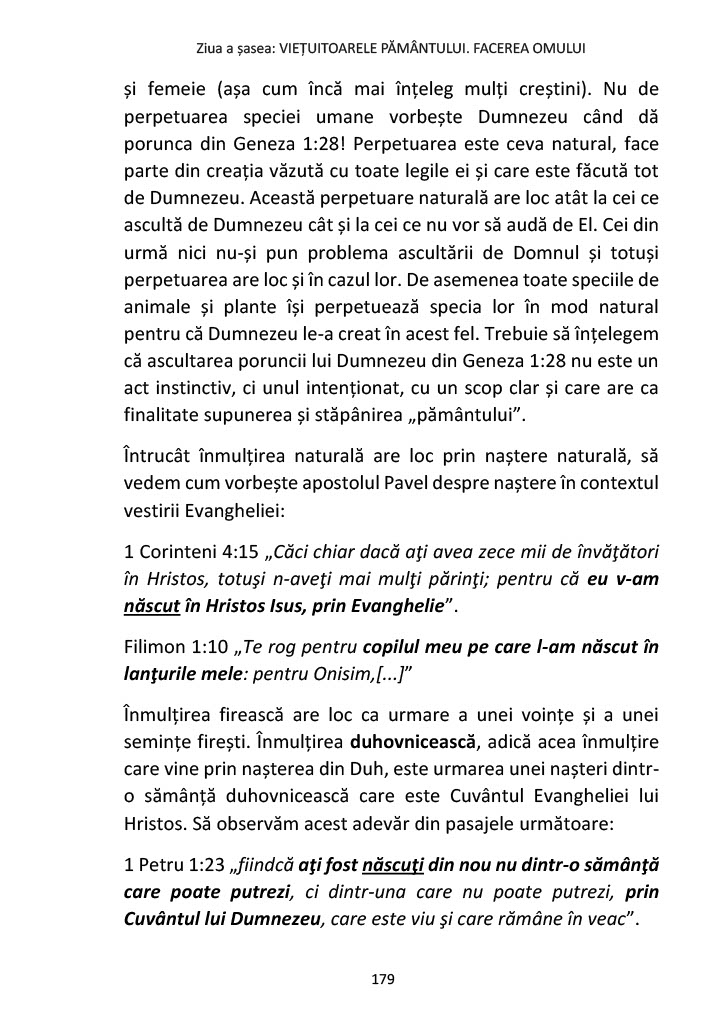 Ziua a șasea: VIEȚUITOARELE PĂMÂNTULUI. FACEREA OMULUI
și femeie (așa cum încă mai înțeleg mulți creștini). Nu de
perpetuarea speciei umane vorbește Dumnezeu când dă
porunca din Geneza 1:28! Perpetuarea este ceva natural, face
parte din creația văzută cu toate legile ei și care este făcută tot
de Dumnezeu. Această perpetuare naturală are loc atât la cei ce
ascultă de Dumnezeu cât și la cei ce nu vor să audă de El. Cei din
urmă nici nu-și pun problema ascultării de Domnul și totuși
perpetuarea are loc și în cazul lor. De asemenea toate speciile de
animale și plante își perpetuează specia lor în mod natural
pentru că Dumnezeu le-a creat în acest fel. Trebuie să înțelegem
că ascultarea poruncii lui Dumnezeu din Geneza 1:28 nu este un
act instinctiv, ci unul intenționat, cu un scop clar și care are ca
finalitate supunerea și stăpânirea „pământului”.
Întrucât înmulțirea naturală are loc prin naștere naturală, să
vedem cum vorbește apostolul Pavel despre naștere în contextul
vestirii Evangheliei:
1 Corinteni 4:15 „Căci chiar dacă aţi avea zece mii de învăţători
în Hristos, totuşi n-aveţi mai mulţi părinţi; pentru că eu v-am
născut în Hristos Isus, prin Evanghelie”.
Filimon 1:10 „Te rog pentru copilul meu pe care l-am născut în
lanţurile mele: pentru Onisim,[...]”
Înmulțirea firească are loc ca urmare a unei voințe și a unei
semințe firești. Înmulțirea duhovnicească, adică acea înmulțire
care vine prin nașterea din Duh, este urmarea unei nașteri dintr-
o sămânță duhovnicească care este Cuvântul Evangheliei lui
Hristos. Să observăm acest adevăr din pasajele următoare:
1 Petru 1:23 „fiindcă aţi fost născuţi din nou nu dintr-o sămânţă
care poate putrezi, ci dintr-una care nu poate putrezi, prin
Cuvântul lui Dumnezeu, care este viu şi care rămâne în veac”.
179